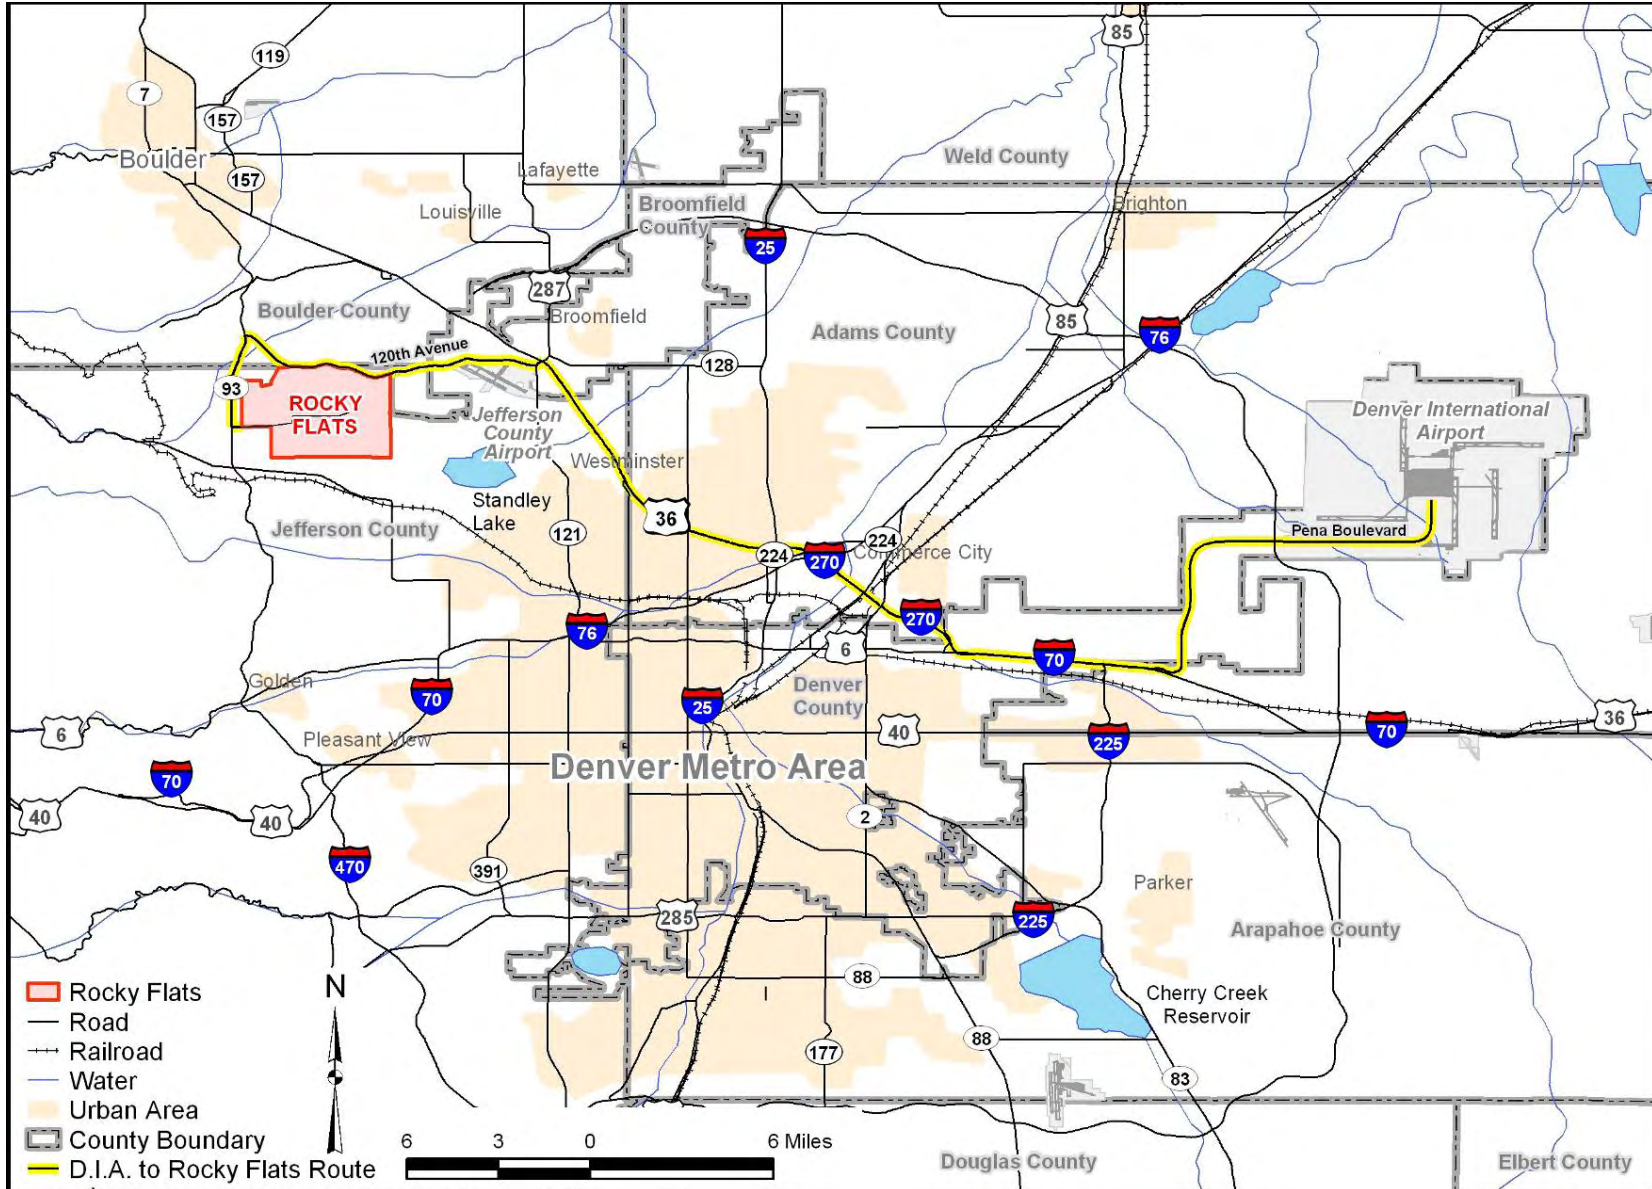 85
119
7
157
Boulder
157
Lafayette
Weld County
Louisville
Broomfield
County
Brighton
25
287
Boulder County
Broomfield
85
76
Adams County
120th Avenue
128
93
ROCKY
FLATS
Jefferson
County
Airport
Denver International
Airport
Westminster
Standley
Lake
36
Jefferson County
121
224
270
224
Commerce City
Pena Boulevard
76
270
6
70
Golden
70
25
Denver
County
6
Pleasant View
40
225
70
36
70
Denver Metro Area
40
40
2
470
391
Parker
285
225
Arapahoe County
88
Cherry Creek
Reservoir
88
177
83
Rocky Flats
Road
Railroad
Water
Urban Area
County Boundary
D.I.A. to Rocky Flats Route
N
6 3 0 6 Miles
Douglas County
Elbert County